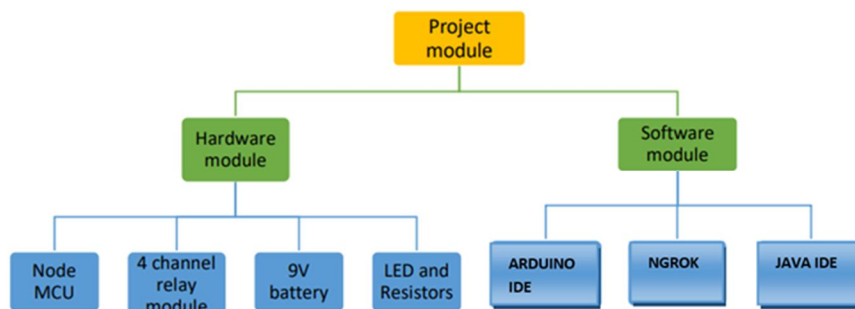 Project
module
Hardware
module
Software
module
Node
MCU
4 channel
relay
module
9V
battery
LED and
Resistors
ARDUINO
IDE
NGROK
JAVA IDE